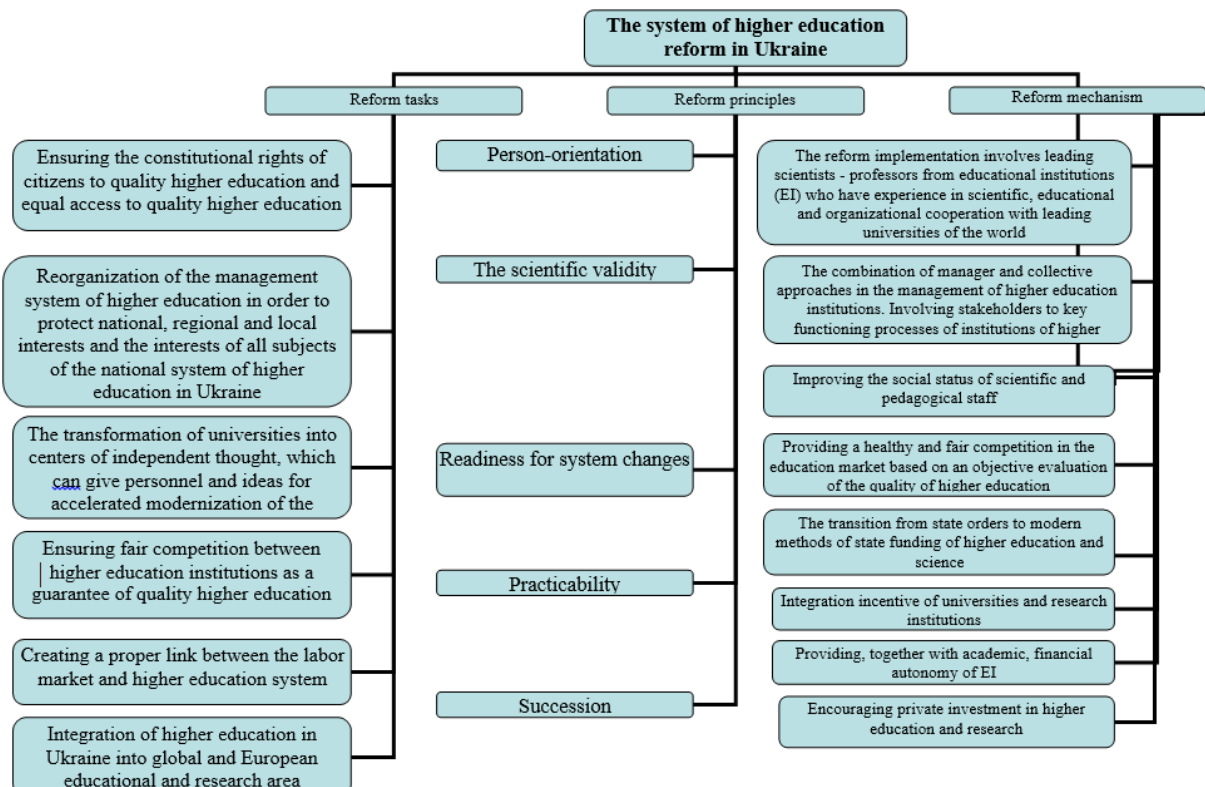 The system of higher education
reform in Ukraine
Reform tasks
Reform principles
Reform mechanism
Ensuring the constitutional rights of
citizens to quality higher education and
equal access to quality higher education
Reorganization of the management
system of higher education in order to
protect national, regional and local
interests and the interests of all subjects
of the national system of higher
education in Ukraine
The transformation of universities into
centers of independent thought, which
can give personnel and ideas for
accelerated modernization of the
Ensuring fair competition between
higher education institutions as a
guarantee of quality higher education
Creating a proper link between the labor
market and higher education system
Integration of higher education in
Ukraine into global and European
educational and research area
Person-orientation
The scientific validity
Readiness for system changes
Practicability
Succession
The reform implementation involves leading
scientists - professors from educational institutions
(EI) who have experience in scientific, educational
and organizational cooperation with leading
universities of the world
The combination of manager and collective
approaches in the management of higher education
institutions. Involving stakeholders to key
functioning processes of institutions of higher
Improving the social status of scientific and
pedagogical staff
Providing a healthy and fair competition in the
education market based on an objective evaluation
of the quality of higher education
The transition from state orders to modern
methods of state funding of higher education and
science
Integration incentive of universities and research
institutions
Providing, together with academic, financial
autonomy of EI
Encouraging private investment in higher
education and research